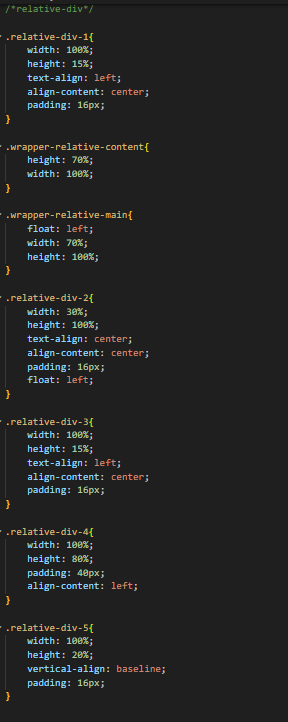 /*relative-div*/
.relative-div-1{
width: 100%;
height: 15%;
text-align: left;
align-content: center;
padding: 16px;
}
.wrapper-relative-content{
height: 70%;
width: 100%;
}
.wrapper-relative-main{
float: left;
width: 70%;
height: 100%;
}
.relative-div-2{
width: 30%;
height: 100%;
text-align: center;
align-content: center;
padding: 16px;
float: left;
}
.relative-div-3{
width: 100%;
height: 15%;
text-align: left;
align-content: center;
padding: 16px;
}
.relative-div-4{
width: 100%;
height: 80%;
padding: 40px;
align-content: left;
}
.relative-div-5{
width: 100%;
height: 20%;
vertical-align: baseline;
padding: 16px;
}